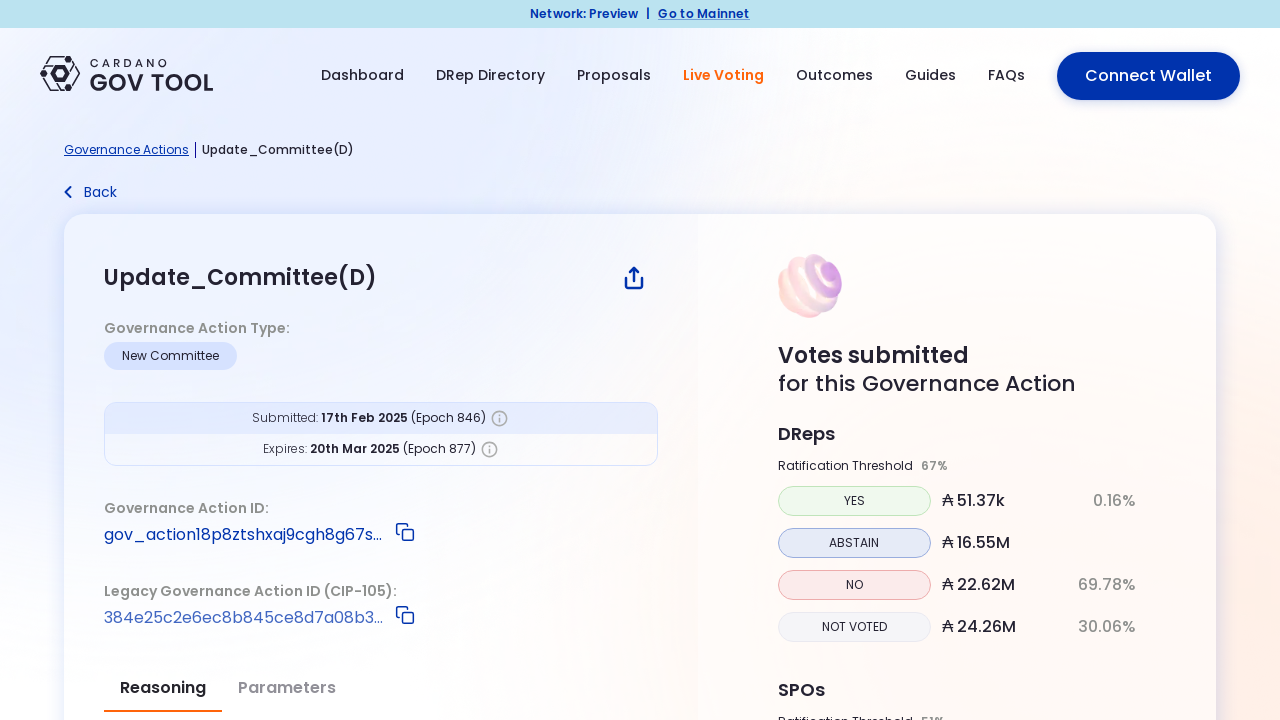 Network: Preview | Go to Mainnet
CARDANO
GOV TOOL
Dashboard
DRep Directory
Proposals
Live Voting
Outcomes
Guides
FAQs
Connect Wallet
Governance Actions | Update_Committee(D)
Back
Update_Committee(D)
Governance Action Type:
New Committee
Submitted: 17th Feb 2025 (Epoch 846)
Expires: 20th Mar 2025 (Epoch 877)
Governance Action ID:
gov_action18p8ztshxaj9cgh8g67s...
Legacy Governance Action ID (CIP-105):
384e25c2e6ec8b845ce8d7a08b3...
Reasoning
Parameters
Votes submitted
for this Governance Action
DReps
Ratification Threshold 67%
YES ₳ 51.37k 0.16%
ABSTAIN ₳ 16.55M
NO ₳ 22.62M 69.78%
NOT VOTED ₳ 24.26M 30.06%
SPOs
Ratification Threshold 51%